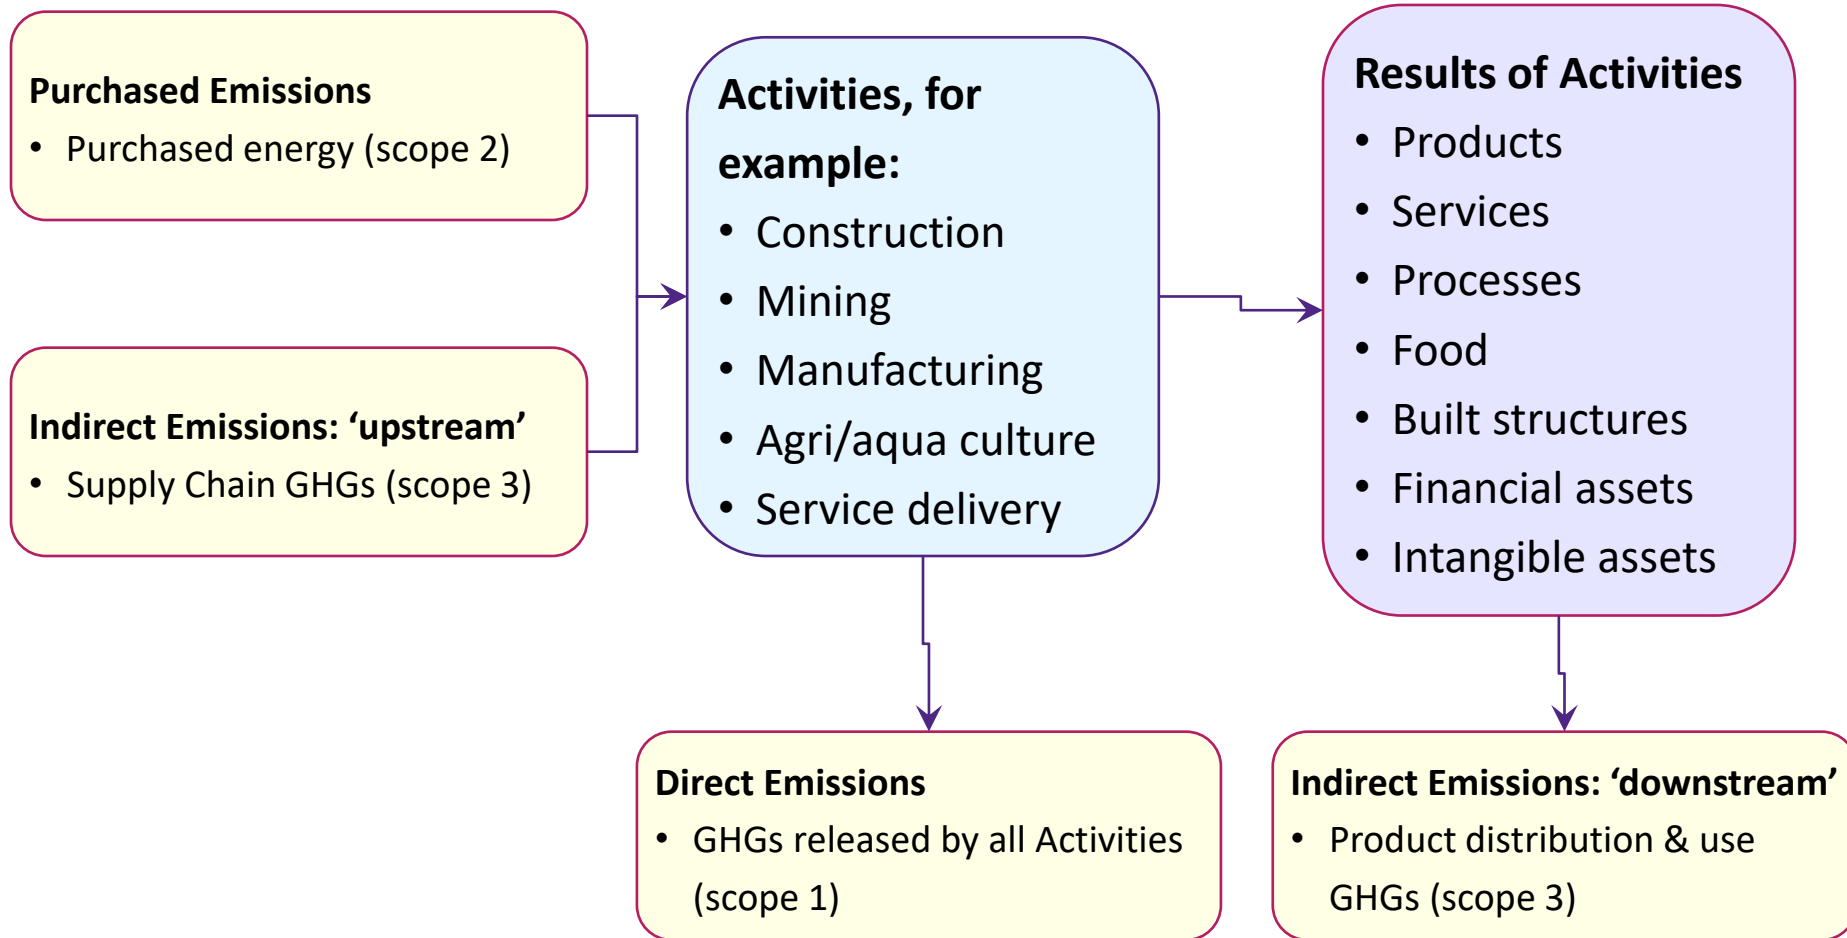 Purchased Emissions
• Purchased energy (scope 2)
Indirect Emissions: ‘upstream’
• Supply Chain GHGs (scope 3)
Activities, for
example:
• Construction
• Mining
• Manufacturing
• Agri/aqua culture
• Service delivery
Results of Activities
• Products
• Services
• Processes
• Food
• Built structures
• Financial assets
• Intangible assets
Direct Emissions
• GHGs released by all Activities
(scope 1)
Indirect Emissions: ‘downstream’
• Product distribution & use
GHGs (scope 3)